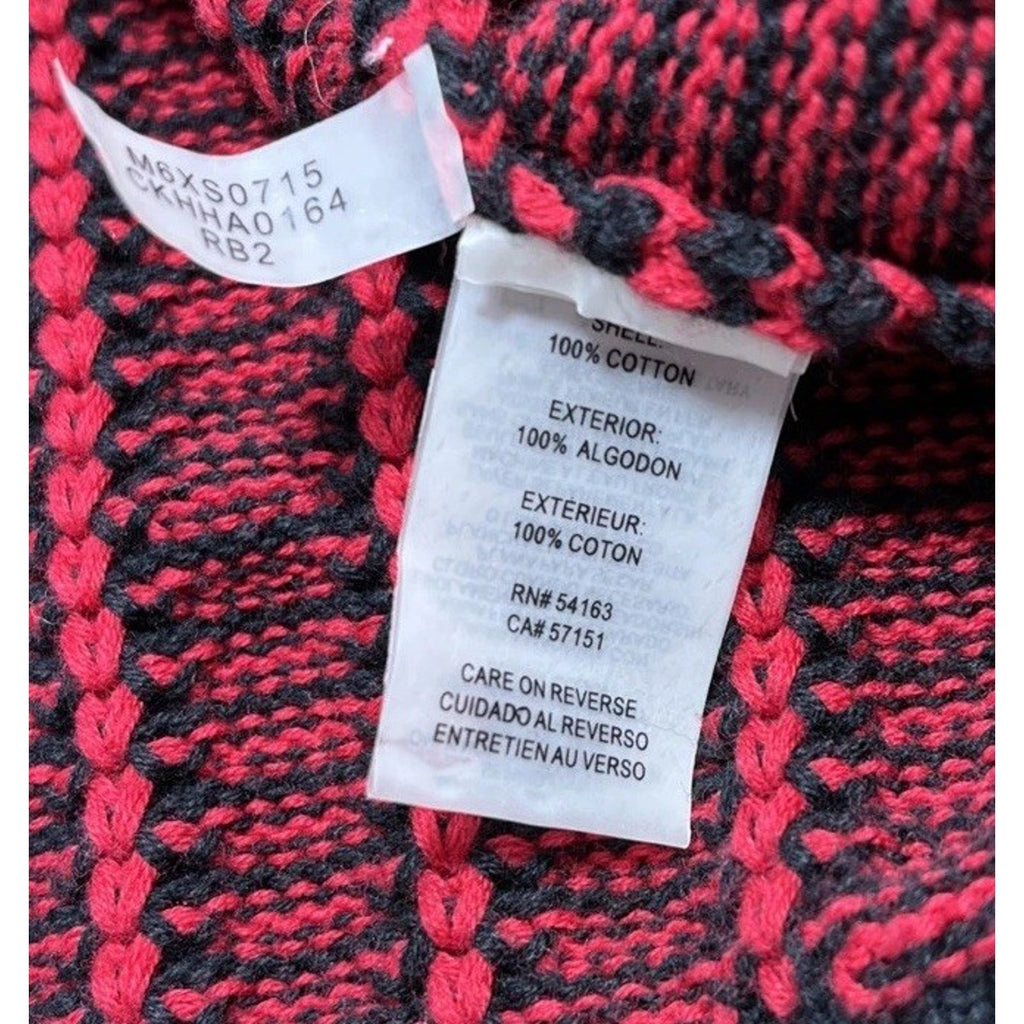 M6XS0715
CKHHA0164
RB2
SHELL:
100% COTTON
EXTERIOR:
100% ALGODON
EXTÉRIEUR:
100% COTON
RN# 54163
CA# 57151
CARE ON REVERSE
CUIDADO AL REVERSO
ENTRETIEN AU VERSO